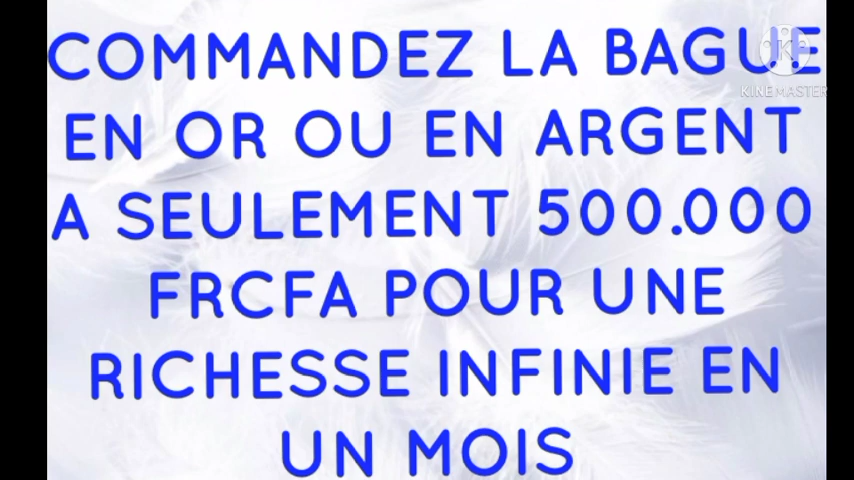 COMMANDEZ LA BAGUE
EN OR OU EN ARGENT
A SEULEMENT 500.000
FRCFA POUR UNE
RICHESSE INFINIE EN
UN MOIS
K
KINEMASTER